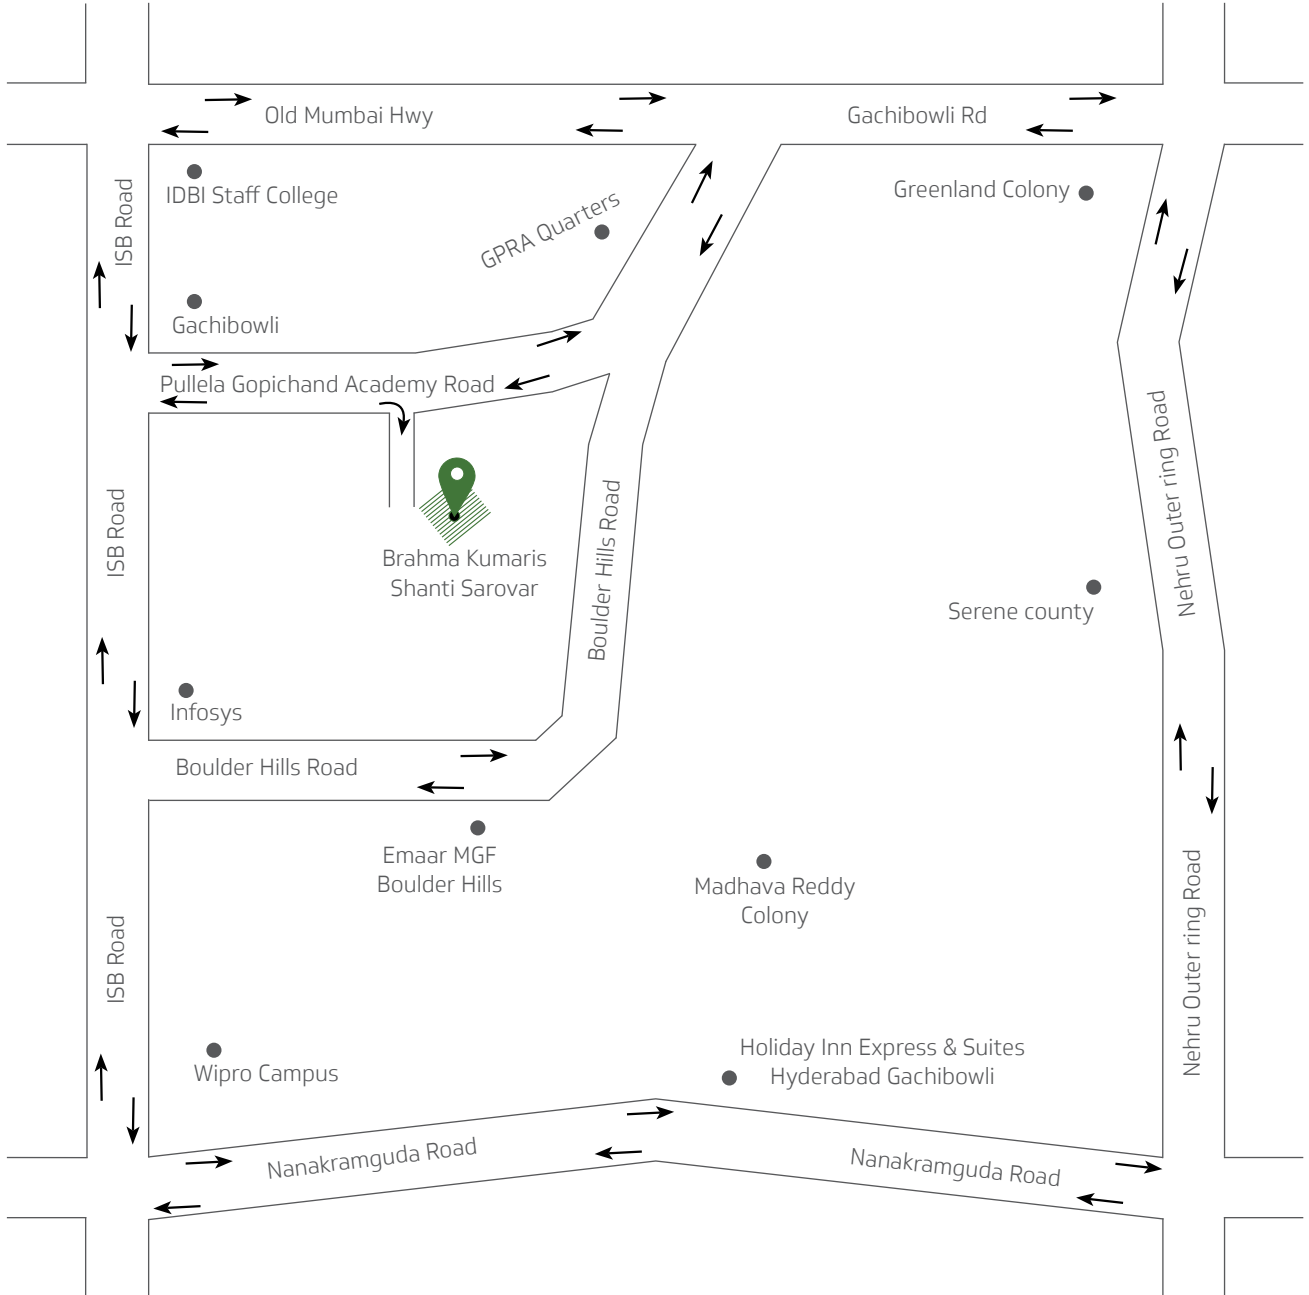 Old Mumbai Hwy
Gachibowli Rd
ISB Road
IDBI Staff College
GPRA Quarters
Greenland Colony
Gachibowli
Pullela Gopichand Academy Road
Nehru Outer ring Road
ISB Road
Brahma Kumaris
Shanti Sarovar
Boulder Hills Road
Serene county
Infosys
Boulder Hills Road
Emaar MGF
Boulder Hills
Madhava Reddy
Colony
ISB Road
Nehru Outer ring Road
Wipro Campus
Holiday Inn Express & Suites
Hyderabad Gachibowli
Nanakramguda Road
Nanakramguda Road